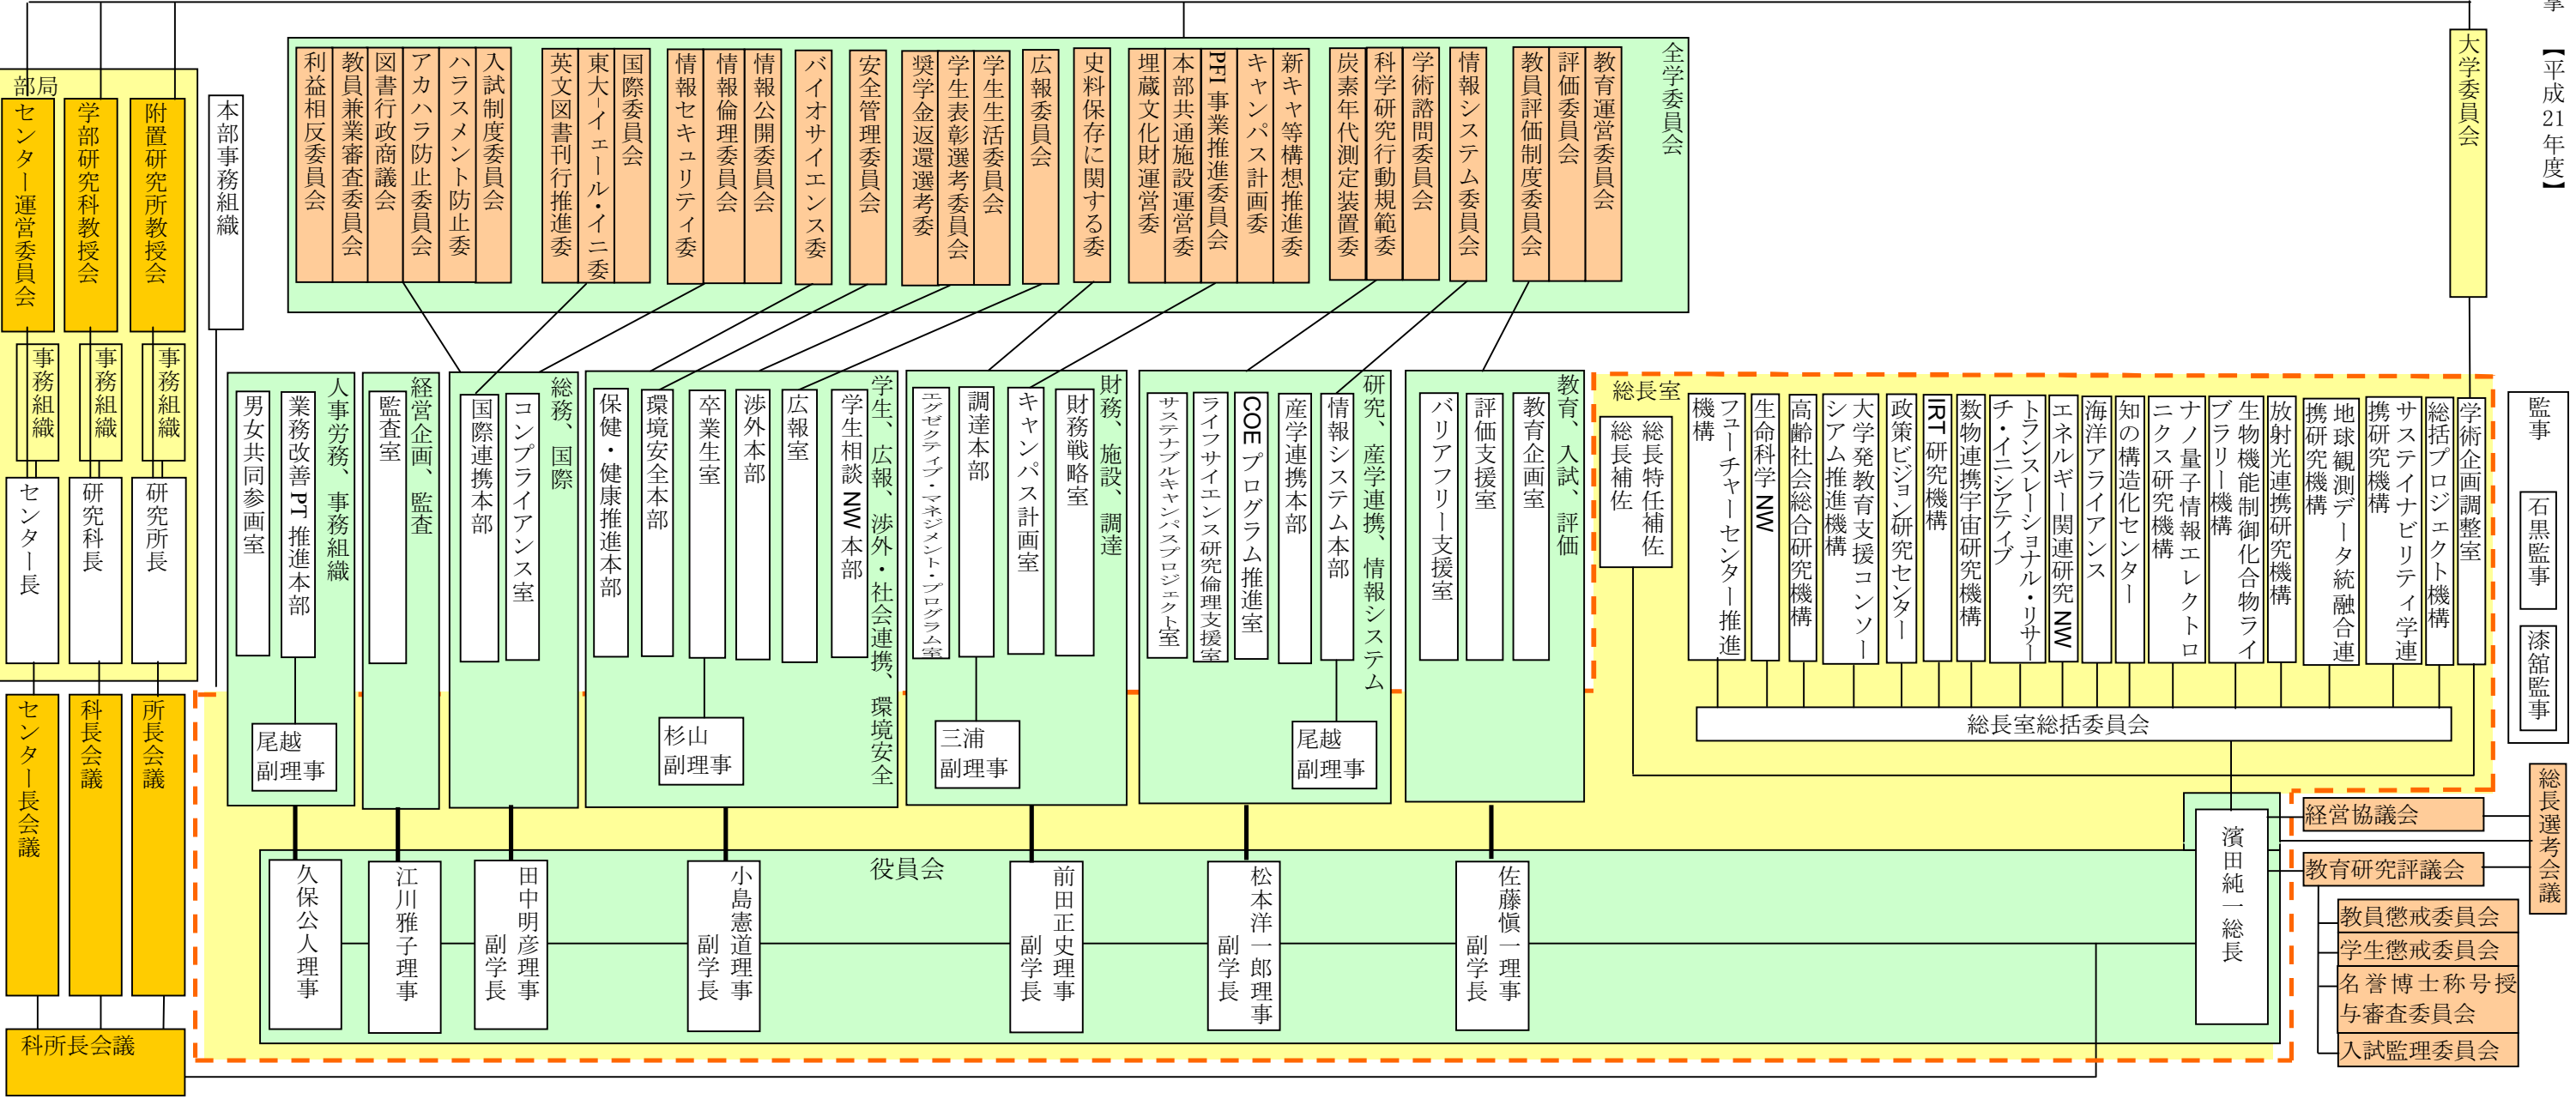 【平成21年度】
大学委員会
全学委員会
教育運営委員会
評価委員会
教員評価制度委員会
情報システム委員会
学術諮問委員会
科学研究行動規範委
炭素年代測定装置委
新キャ等構想推進委
キャンパス計画委
PFI 事業推進委員会
本部共通施設運営委
埋蔵文化財運営委
史料保存に関する委
広報委員会
学生生活委員会
学生表彰選考委員会
奨学金返還選考委
安全管理委員会
バイオサイエンス委
情報公開委員会
情報倫理委員会
情報セキュリティ委
国際委員会
東大-イェール・イニ委
英文図書刊行推進委
入試制度委員会
ハラスメント防止委
アカハラ防止委員会
図書行政商議会
教員兼業審査委員会
利益相反委員会
本部事務組織
部局
附置研究所教授会
学部研究科教授会
センター運営委員会
事務組織
事務組織
事務組織
研究所長
研究科長
センター長
所長会議
科長会議
センター長会議
科所長会議
監事
石黒監事
漆舘監事
総長室
学術企画調整室
総括プロジェクト機構
サステイナビリティ学連
携研究機構
地球観測データ統融合連
携研究機構
放射光連携研究機構
生物機能制御化合物ライ
ブラリー機構
ナノ量子情報エレクトロ
ニクス研究機構
知の構造化センター
海洋アライアンス
エネルギー関連研究 NW
トランスレーショナル・リサー
チ・イニシアティブ
数物連携宇宙研究機構
IRT 研究機構
政策ビジョン研究センター
大学発教育支援コンソー
シアム推進機構
高齢社会総合研究機構
生命科学 NW
フューチャーセンター推進
機構
総長特任補佐
総長補佐
総長室総括委員会
教育、入試、評価
教育企画室
評価支援室
バリアフリー支援室
研究、産学連携、情報システム
情報システム本部
産学連携本部
COE プログラム推進室
ライフサイエンス研究倫理支援室
サステナブルキャンパスプロジェクト室
尾越
副理事
財務、施設、調達
財務戦略室
キャンパス計画室
調達本部
エグゼクティブ・マネジメント・プログラム室
三浦
副理事
学生、広報、渉外・社会連携、環境安全
学生相談 NW 本部
広報室
渉外本部
卒業生室
環境安全本部
保健・健康推進本部
杉山
副理事
総務、国際
コンプライアンス室
国際連携本部
経営企画、監査
監査室
人事労務、事務組織
業務改善 PT 推進本部
男女共同参画室
尾越
副理事
総長選考会議
経営協議会
教育研究評議会
教員懲戒委員会
学生懲戒委員会
名誉博士称号授
与審査委員会
入試監理委員会
役員会
濱田純一総長
佐藤愼一理事
副学長
松本洋一郎理事
副学長
前田正史理事
副学長
小島憲道理事
副学長
田中明彦理事
副学長
江川雅子理事
久保公人理事